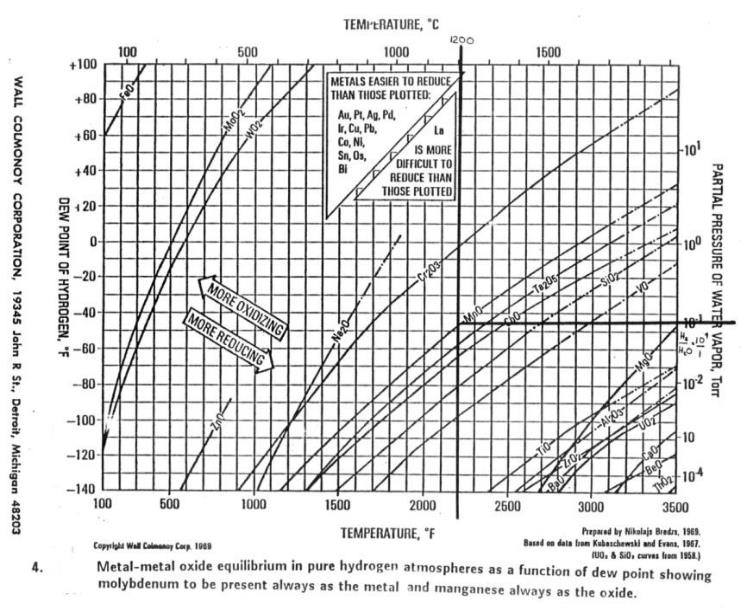 TEMPERATURE, °C
1200
100 500 1000 1500
+100
+80
+60
+40
+20
0
−20
−40
−60
−80
−100
−120
−140
DEW POINT OF HYDROGEN, °F
WALL COLMONOY CORPORATION, 19345 John R St., Detroit, Michigan 48203
FeO
MoO2
WO2
METALS EASIER TO REDUCE
THAN THOSE PLOTTED:
Au, Pt, Ag, Pd,
Ir, Cu, Pb,
Co, Ni,
Sn, Os,
Bi
La
IS MORE
DIFFICULT TO
REDUCE THAN
THOSE PLOTTED
MORE OXIDIZING
MORE REDUCING
ZnO
Na2O
Cr2O3
MnO
Ta2O5
CbO
SiO2
VO
MgO
TiO
Al2O3
ZrO2
UO2
BaO
CaO
BeO
ThO2
10¹
10⁰
10⁻¹
H₂ / H₂O 10⁴ / 1
10⁻²
10
10⁻⁴
PARTIAL PRESSURE OF WATER VAPOR, Torr
100 500 1000 1500 2000 2500 3000 3500
TEMPERATURE, °F
Prepared by Nikolajs Bredzs, 1969.
Based on data from Kubaschewski and Evans, 1967.
(UO₂ & SiO₂ curves from 1958.)
Copyright Wall Colmonoy Corp. 1969
4. Metal-metal oxide equilibrium in pure hydrogen atmospheres as a function of dew point showing
molybdenum to be present always as the metal and manganese always as the oxide.